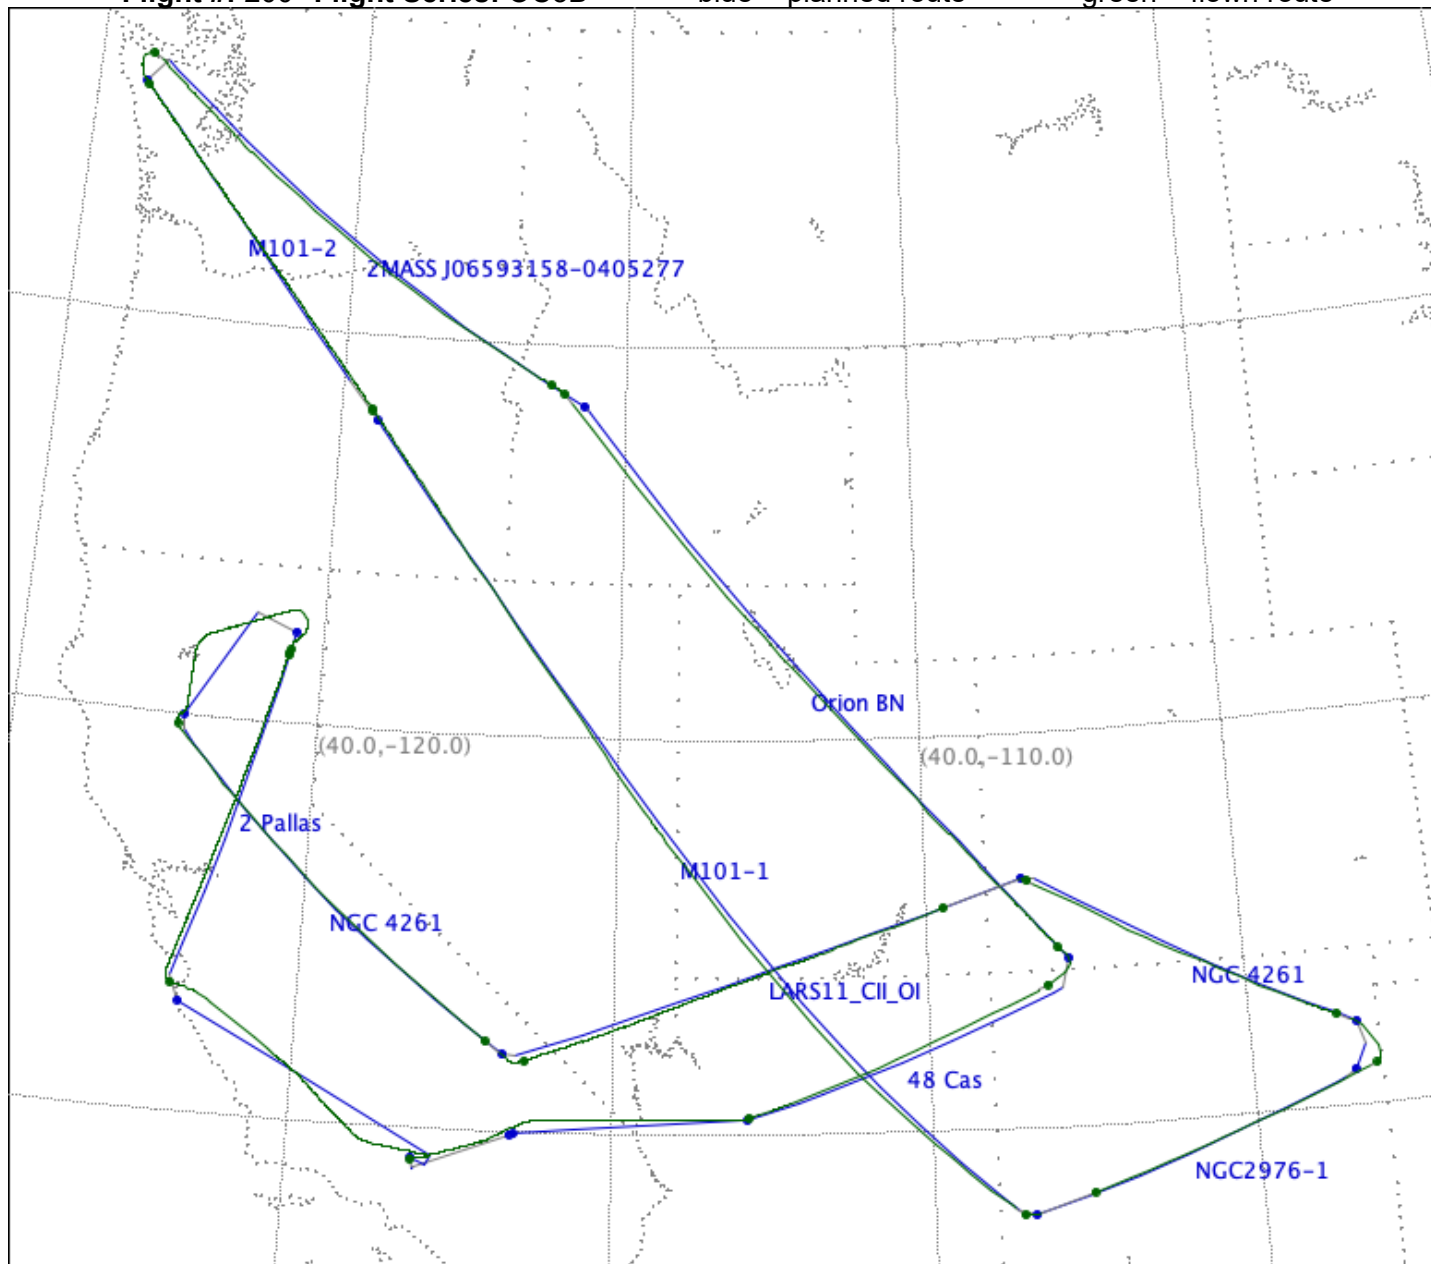 M101-2
2MASS J06593158-0405277
Orion BN
(40.0,-120.0)
(40.0,-110.0)
2 Pallas
M101-1
NGC 4261
NGC 4261
LARS11_CII_OI
48 Cas
NGC2976-1